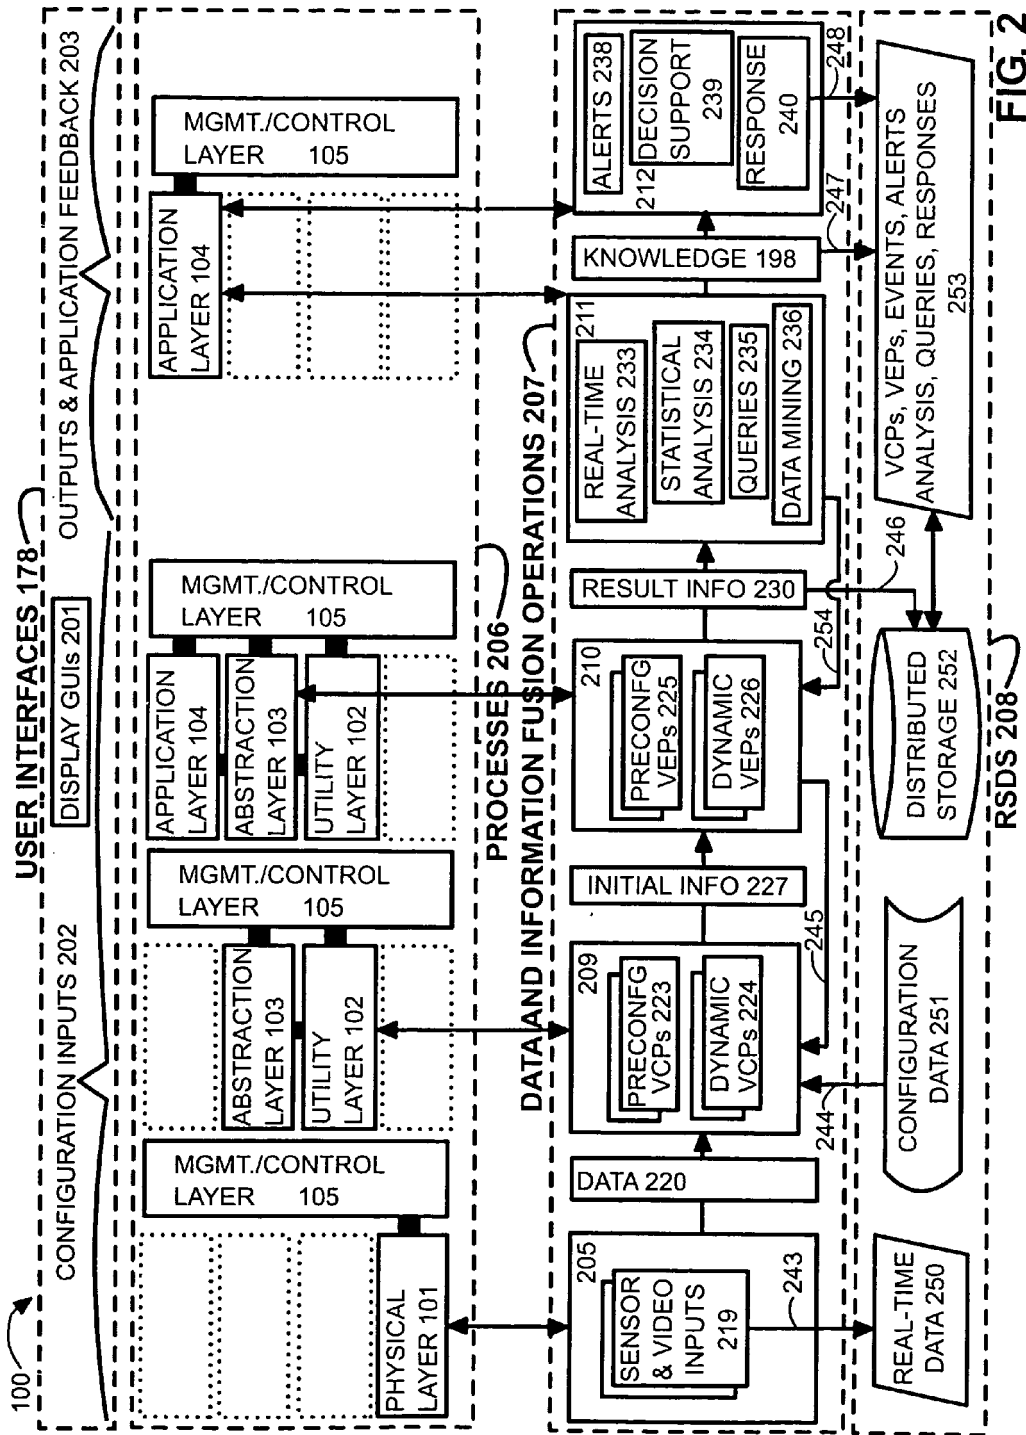 100
USER INTERFACES 178
CONFIGURATION INPUTS 202
DISPLAY GUIs 201
OUTPUTS & APPLICATION FEEDBACK 203
MGMT./CONTROL
LAYER 105
PHYSICAL
LAYER 101
MGMT./CONTROL
LAYER 105
ABSTRACTION
LAYER 103
UTILITY
LAYER 102
MGMT./CONTROL
LAYER 105
APPLICATION
LAYER 104
ABSTRACTION
LAYER 103
UTILITY
LAYER 102
MGMT./CONTROL
LAYER 105
APPLICATION
LAYER 104
PROCESSES 206
DATA AND INFORMATION FUSION OPERATIONS 207
205
SENSOR
& VIDEO
INPUTS
219
DATA 220
209
PRECONFG
VCPs 223
DYNAMIC
VCPs 224
INITIAL INFO 227
210
PRECONFG
VEPs 225
DYNAMIC
VEPs 226
RESULT INFO 230
211
REAL-TIME
ANALYSIS 233
STATISTICAL
ANALYSIS 234
QUERIES 235
DATA MINING 236
KNOWLEDGE 198
212
ALERTS 238
DECISION
SUPPORT
239
RESPONSE
240
243
244
245
254
246
247
248
REAL-TIME
DATA 250
CONFIGURATION
DATA 251
DISTRIBUTED
STORAGE 252
VCPs, VEPs, EVENTS, ALERTS
ANALYSIS, QUERIES, RESPONSES
253
RSDS 208
FIG. 2